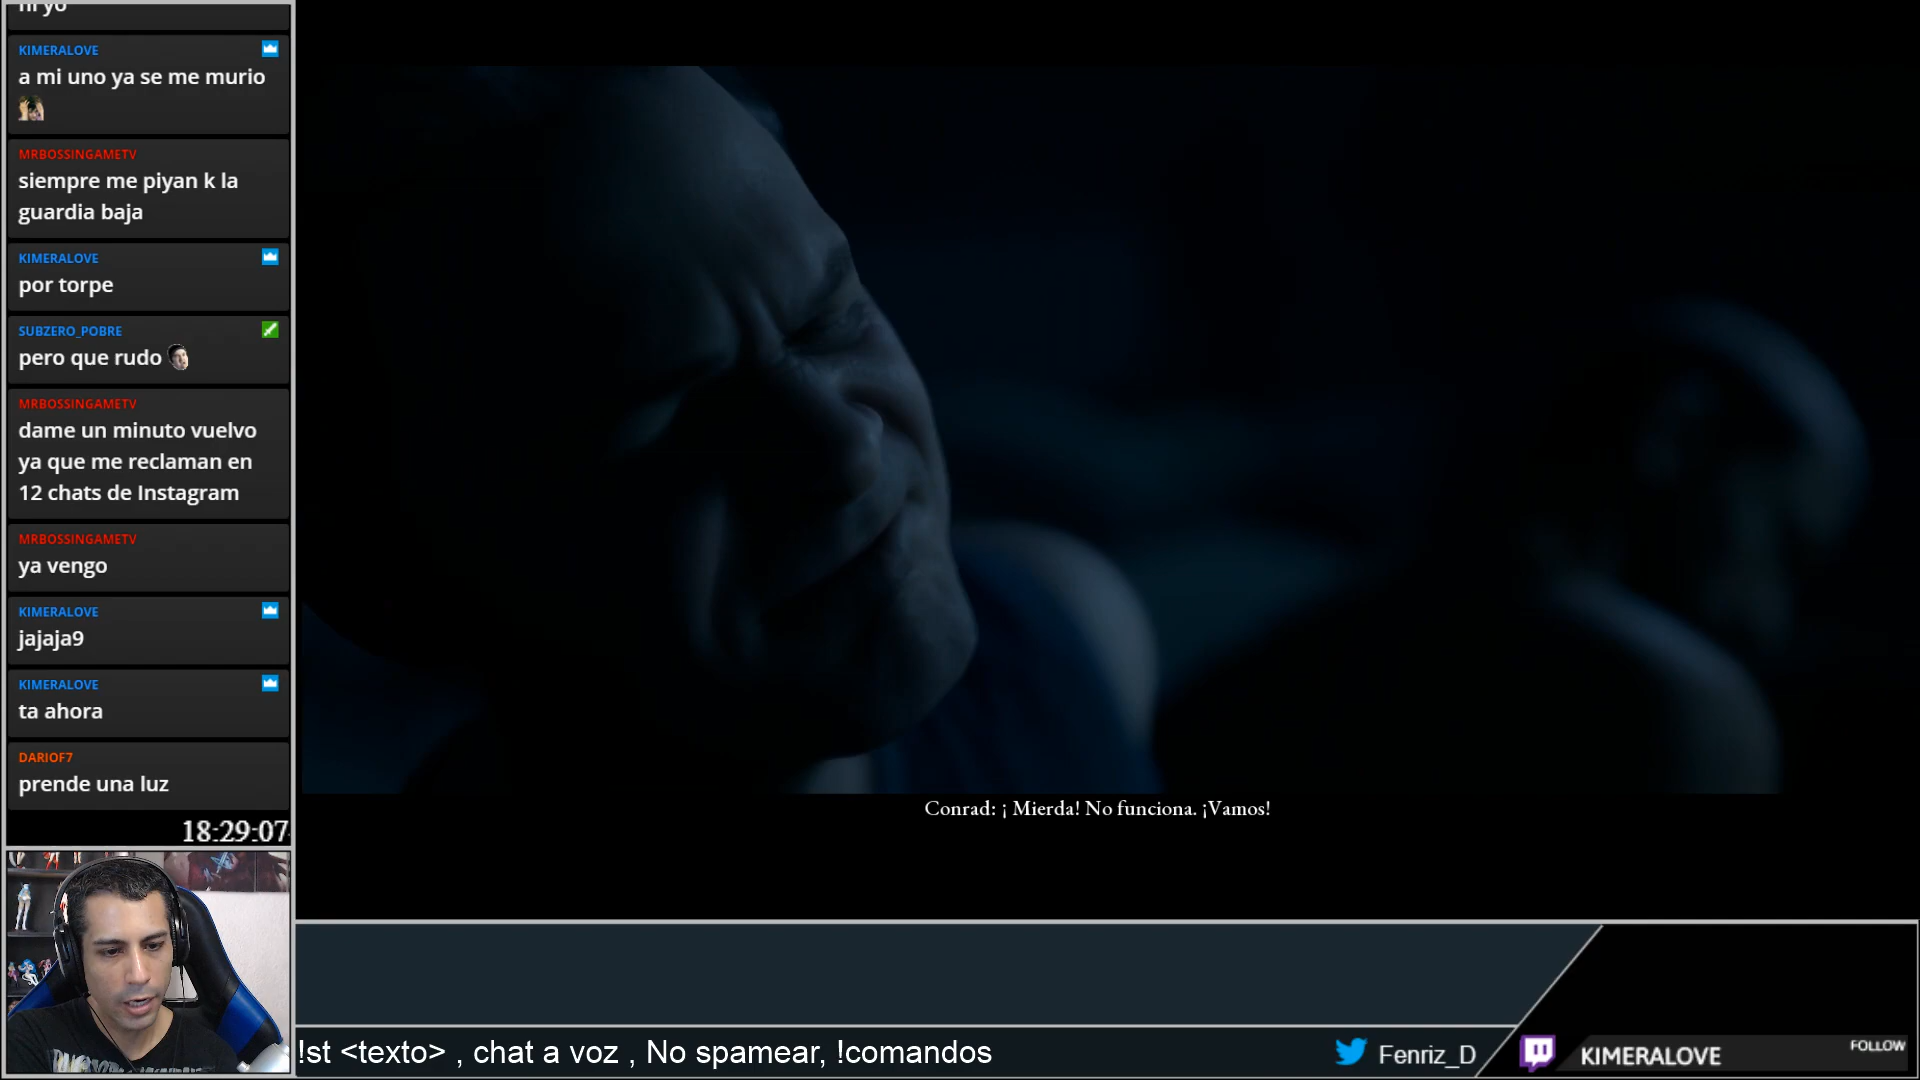 ni yo
KIMERALOVE
a mi uno ya se me murio
MRBOSSINGAMETV
siempre me piyan k la
guardia baja
KIMERALOVE
por torpe
SUBZERO_POBRE
pero que rudo
MRBOSSINGAMETV
dame un minuto vuelvo
ya que me reclaman en
12 chats de Instagram
MRBOSSINGAMETV
ya vengo
KIMERALOVE
jajaja9
KIMERALOVE
ta ahora
DARIOF7
prende una luz
18:29:07
Conrad: ¡ Mierda! No funciona. ¡Vamos!
!st <texto> , chat a voz , No spamear, !comandos
Fenriz_D
KIMERALOVE
FOLLOW